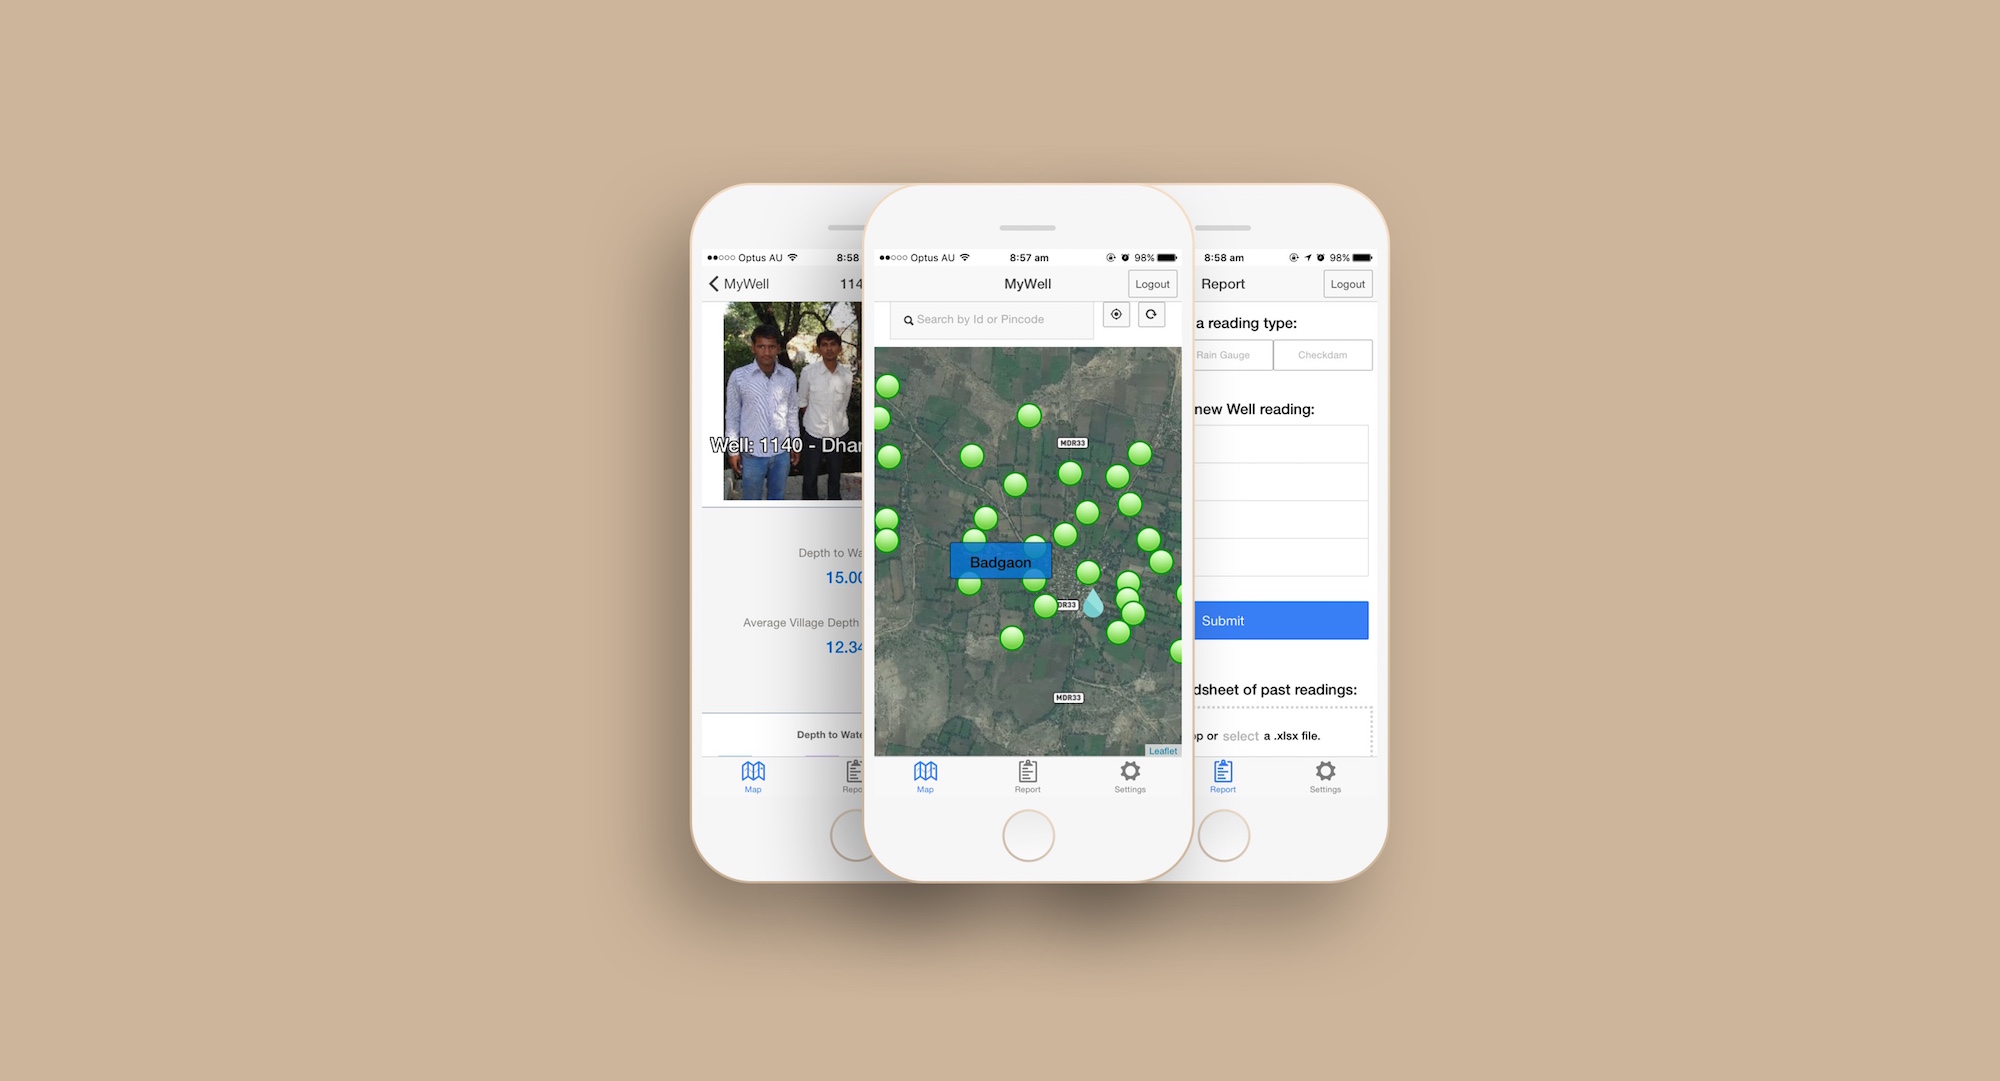 Optus AU
8:58
MyWell
114
Well: 1140 - Dhar
Depth to Wa
15.00
Average Village Depth
12.34
Depth to Wate
Map
Repo
Optus AU
8:57 am
98%
MyWell
Logout
Search by Id or Pincode
MDR33
Badgaon
DR33
MDR33
Leaflet
Map
Report
Settings
8:58 am
98%
Report
Logout
a reading type:
Rain Gauge
Checkdam
new Well reading:
Submit
dsheet of past readings:
op or select a .xlsx file.
Report
Settings